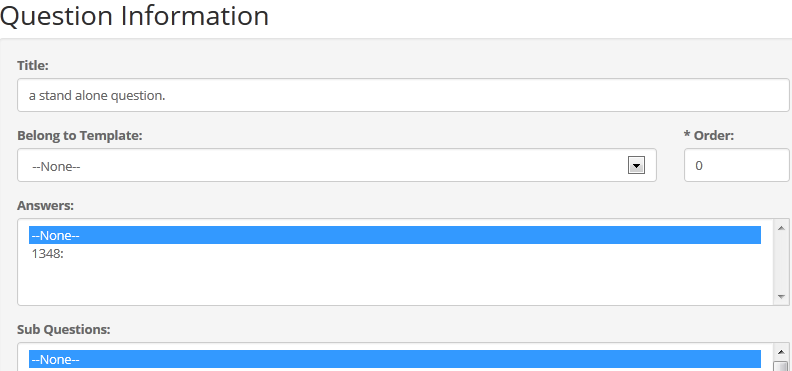 Question Information
Title:
a stand alone question.
Belong to Template: * Order:
--None-- 0
Answers:
--None--
1348:
Sub Questions:
--None--